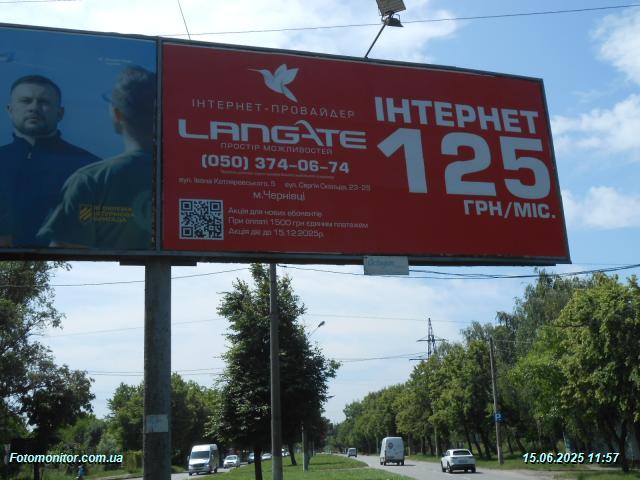 ІНТЕРНЕТ-ПРОВАЙДЕР
LANGATE
ПРОСТІР МОЖЛИВОСТЕЙ
(050) 374-06-74
вул. Івана Котляревського, 5 вул. Сергія Скальда, 23-25
м.Чернівці
Акція для нових абонентів
При оплаті 1500 грн єдиним платежем
Акція діє до 15.12.2025р.
ІНТЕРНЕТ
125
ГРН/МІС.
Fotomonitor.com.ua
15.06.2025 11:57